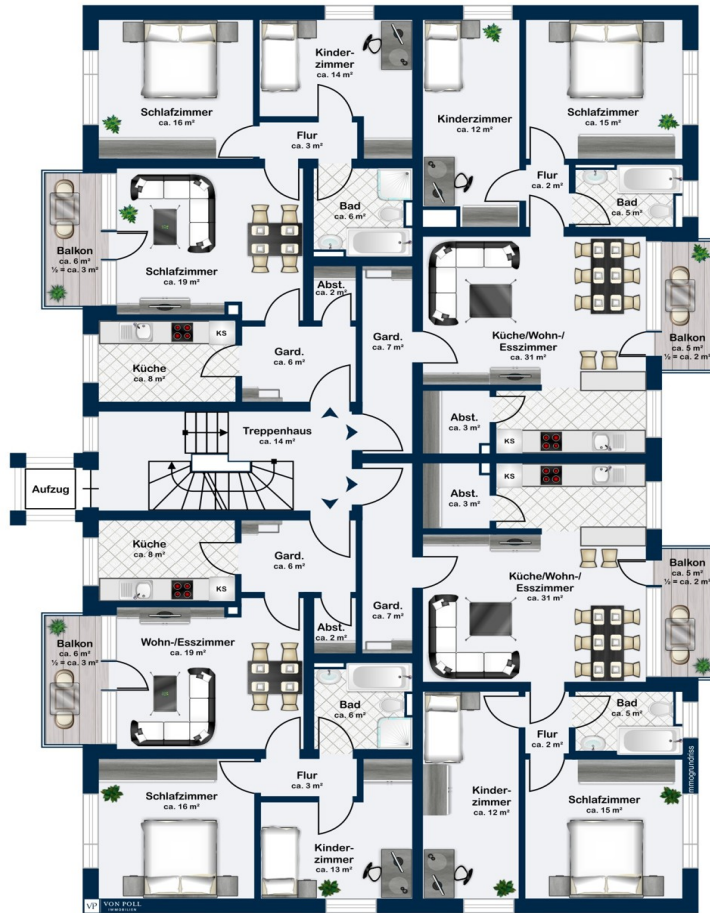 Schlafzimmer
ca. 16 m²
Kinder-
zimmer
ca. 14 m²
Flur
ca. 3 m²
Kinderzimmer
ca. 12 m²
Schlafzimmer
ca. 15 m²
Flur
ca. 2 m²
Bad
ca. 5 m²
Bad
ca. 6 m²
Balkon
ca. 6 m²
½ = ca. 3 m²
Schlafzimmer
ca. 19 m²
Abst.
ca. 2 m²
Gard.
ca. 7 m²
Küche/Wohn-/
Esszimmer
ca. 31 m²
Balkon
ca. 5 m²
½ = ca. 2 m²
KS
Küche
ca. 8 m²
Gard.
ca. 6 m²
Treppenhaus
ca. 14 m²
Abst.
ca. 3 m²
KS
Aufzug
Abst.
ca. 3 m²
KS
Küche
ca. 8 m²
KS
Gard.
ca. 6 m²
Küche/Wohn-/
Esszimmer
ca. 31 m²
Balkon
ca. 5 m²
½ = ca. 2 m²
Balkon
ca. 6 m²
½ = ca. 3 m²
Wohn-/Esszimmer
ca. 19 m²
Abst.
ca. 2 m²
Gard.
ca. 7 m²
Bad
ca. 6 m²
Bad
ca. 5 m²
Flur
ca. 2 m²
Flur
ca. 3 m²
Schlafzimmer
ca. 16 m²
Kinder-
zimmer
ca. 13 m²
Kinder-
zimmer
ca. 12 m²
Schlafzimmer
ca. 15 m²
immogrundriss
VP VON POLL
IMMOBILIEN